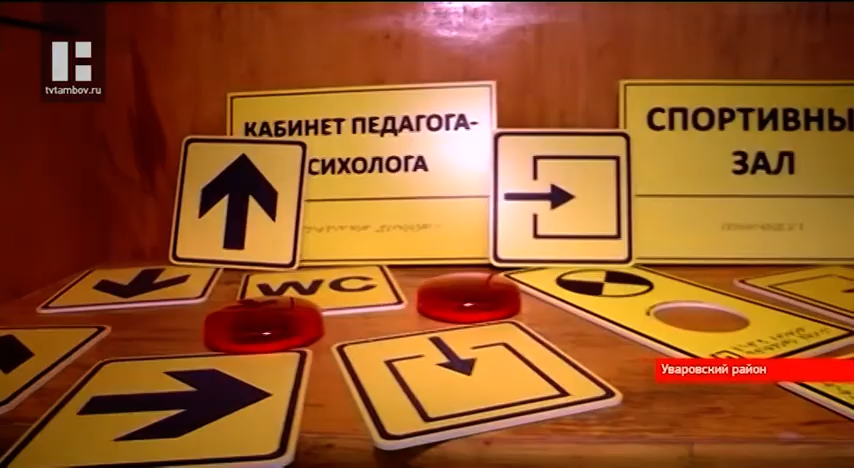 tvtambov.ru
КАБИНЕТ ПЕДАГОГА-
СИХОЛОГА
СПОРТИВНЫ
ЗАЛ
WC
Уваровский район